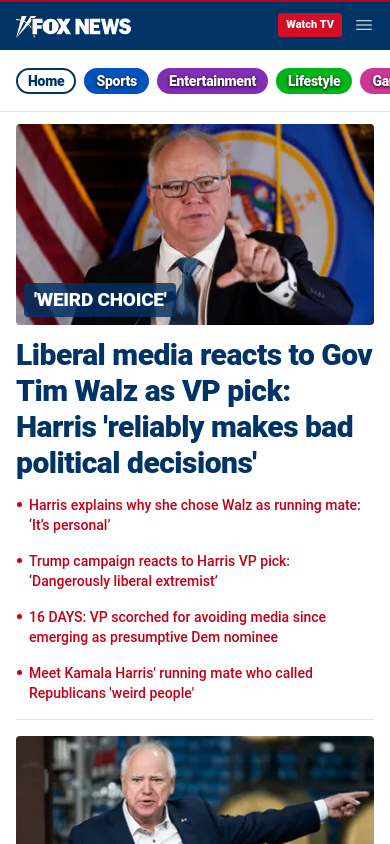 FOX NEWS
Watch TV
Home
Sports
Entertainment
Lifestyle
'WEIRD CHOICE'
Liberal media reacts to Gov
Tim Walz as VP pick:
Harris 'reliably makes bad
political decisions'
Harris explains why she chose Walz as running mate:
‘It’s personal’
Trump campaign reacts to Harris VP pick:
‘Dangerously liberal extremist’
16 DAYS: VP scorched for avoiding media since
emerging as presumptive Dem nominee
Meet Kamala Harris' running mate who called
Republicans 'weird people'